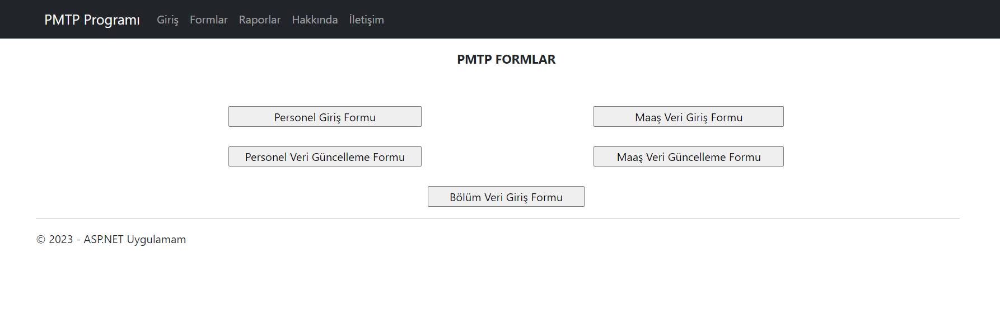 PMTP Programı Giriş Formlar Raporlar Hakkında İletişim
PMTP FORMLAR
Personel Giriş Formu Maaş Veri Giriş Formu
Personel Veri Güncelleme Formu Maaş Veri Güncelleme Formu
Bölüm Veri Giriş Formu
© 2023 - ASP.NET Uygulamam